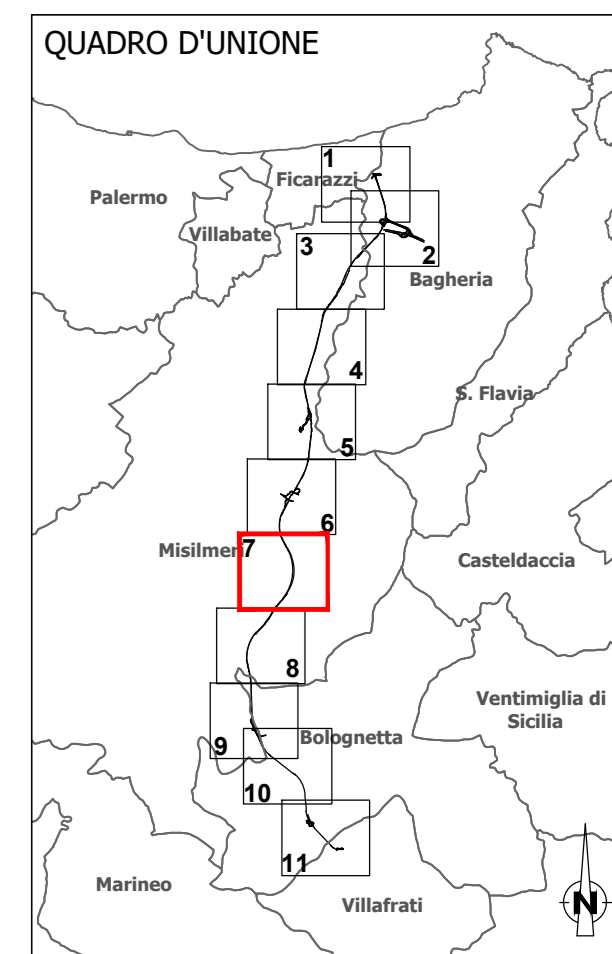 QUADRO D'UNIONE
1
Ficarazzi
Palermo
Villabate
3
2
Bagheria
4
S. Flavia
5
6
Misilmeri
7
Casteldaccia
8
Ventimiglia di
Sicilia
9
Bolognetta
10
11
Marineo
Villafrati
N